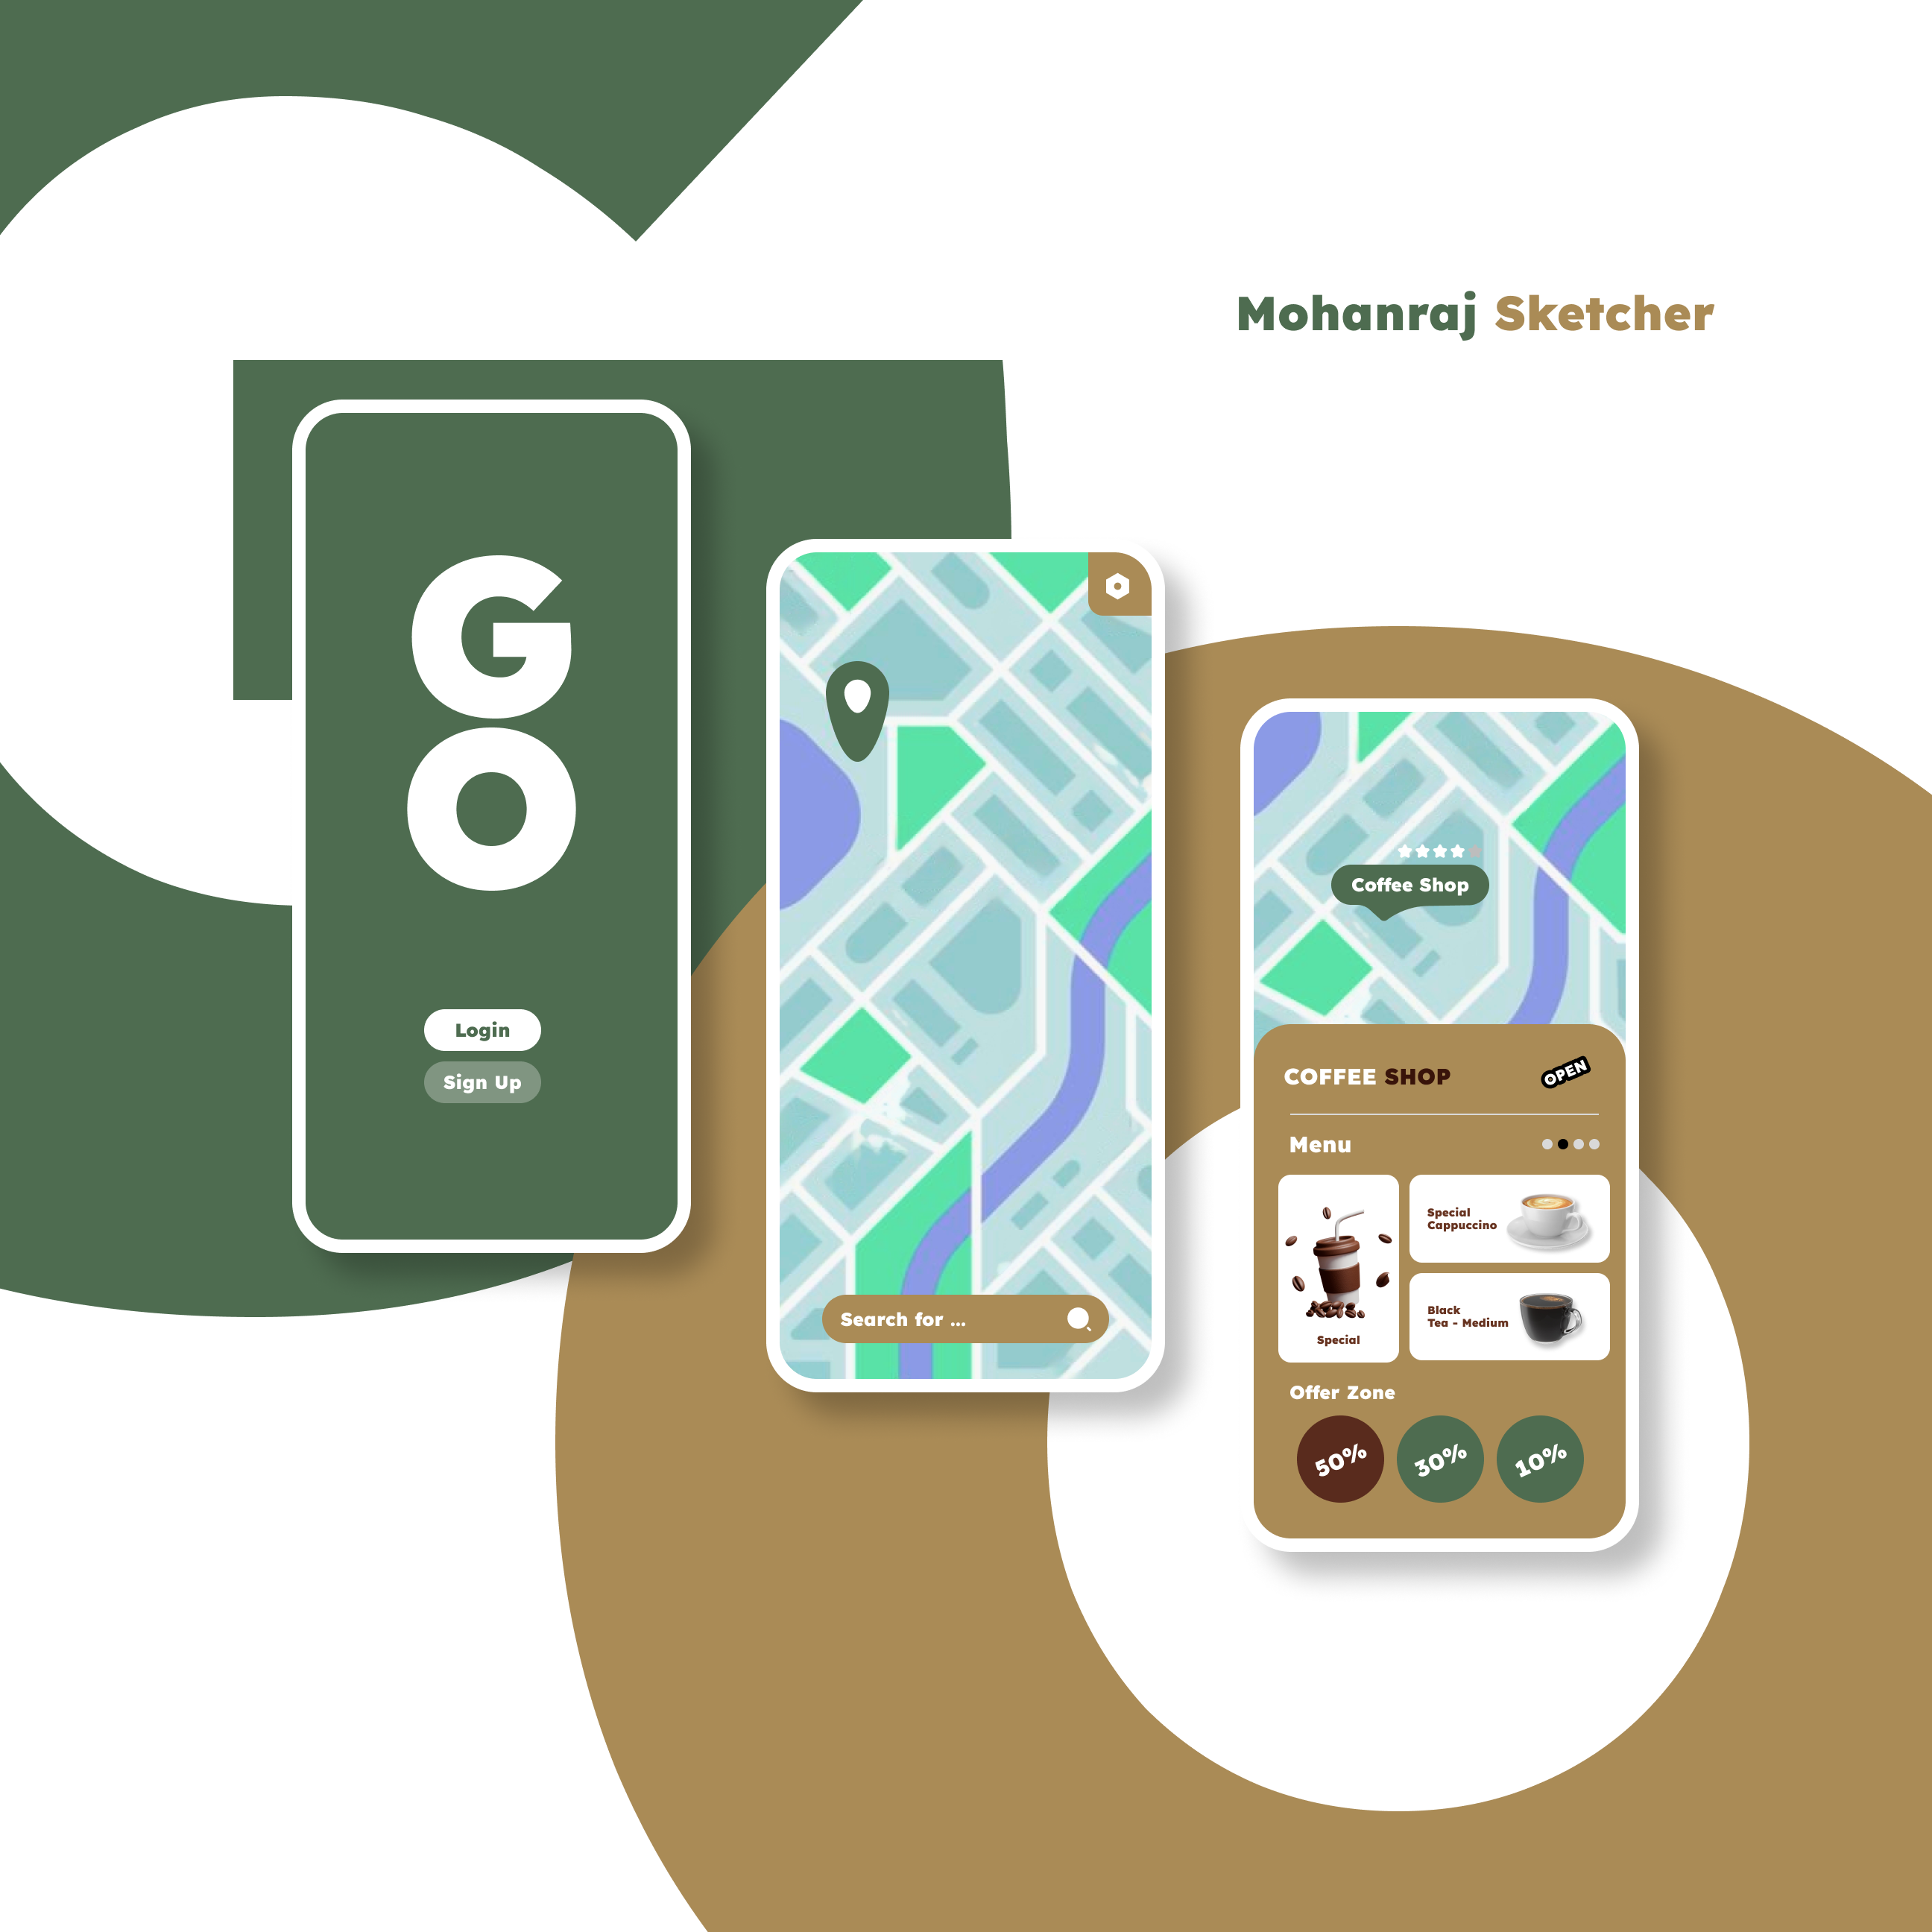 Mohanraj Sketcher
G
O
Login
Sign Up
Search for ...
Coffee Shop
COFFEE SHOP
OPEN
Menu
Special
Cappuccino
Black
Tea - Medium
Special
Offer Zone
50%
30%
10%